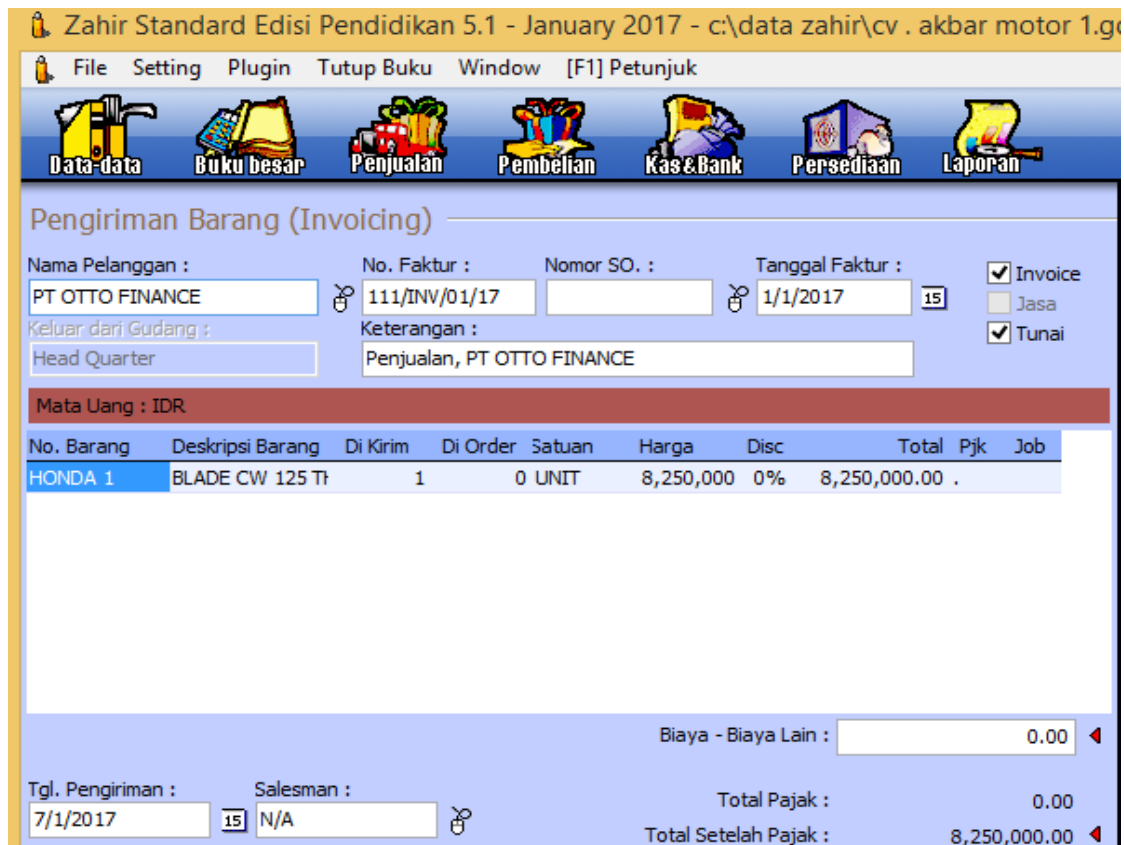 Zahir Standard Edisi Pendidikan 5.1 - January 2017 - c:\data zahir\cv . akbar motor 1.g
File Setting Plugin Tutup Buku Window [F1] Petunjuk
Data-data Buku besar Penjualan Pembelian Kas&Bank Persediaan Laporan
Pengiriman Barang (Invoicing)
Nama Pelanggan : No. Faktur : Nomor SO. : Tanggal Faktur : Invoice
PT OTTO FINANCE 111/INV/01/17 1/1/2017 15 Jasa
Keluar dari Gudang : Keterangan : Tunai
Head Quarter Penjualan, PT OTTO FINANCE
Mata Uang : IDR
No. Barang Deskripsi Barang Di Kirim Di Order Satuan Harga Disc Total Pjk Job
HONDA 1 BLADE CW 125 TH 1 0 UNIT 8,250,000 0% 8,250,000.00 .
Biaya - Biaya Lain : 0.00
Tgl. Pengiriman : Salesman : Total Pajak : 0.00
7/1/2017 15 N/A Total Setelah Pajak : 8,250,000.00